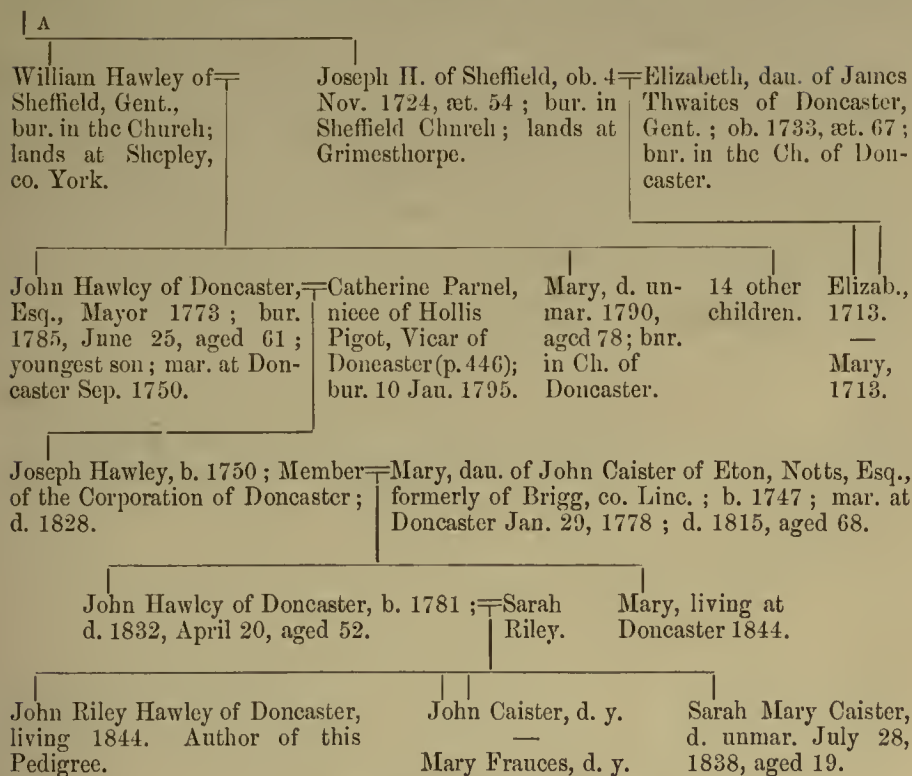 A
William Hawley of
Sheffield, Gent.,
bur. in the Church;
lands at Shepley,
co. York.
Joseph H. of Sheffield, ob. 4
Nov. 1724, æt. 54 ; bur. in
Sheffield Church ; lands at
Grimesthorpe.
Elizabeth, dau. of James
Thwaites of Doncaster,
Gent. ; ob. 1733, æt. 67 ;
bur. in the Ch. of Don-
caster.
John Hawley of Doncaster,
Esq., Mayor 1773 ; bur.
1785, June 25, aged 61 ;
youngest son ; mar. at Don-
caster Sep. 1750.
Catherine Parnel,
niece of Hollis
Pigot, Vicar of
Doncaster (p. 446);
bur. 10 Jan. 1795.
Mary, d. un-
mar. 1790,
aged 78; bur.
in Ch. of
Doncaster.
14 other
children.
Elizab.,
1713.
—
Mary,
1713.
Joseph Hawley, b. 1750 ; Member
of the Corporation of Doncaster ;
d. 1828.
Mary, dau. of John Caister of Eton, Notts, Esq.,
formerly of Brigg, co. Linc. ; b. 1747 ; mar. at
Doncaster Jan. 29, 1778 ; d. 1815, aged 68.
John Hawley of Doncaster, b. 1781 ;
d. 1832, April 20, aged 52.
Sarah
Riley.
Mary, living at
Doncaster 1844.
John Riley Hawley of Doncaster,
living 1844. Author of this
Pedigree.
John Caister, d. y.
—
Mary Frances, d. y.
Sarah Mary Caister,
d. unmar. July 28,
1838, aged 19.